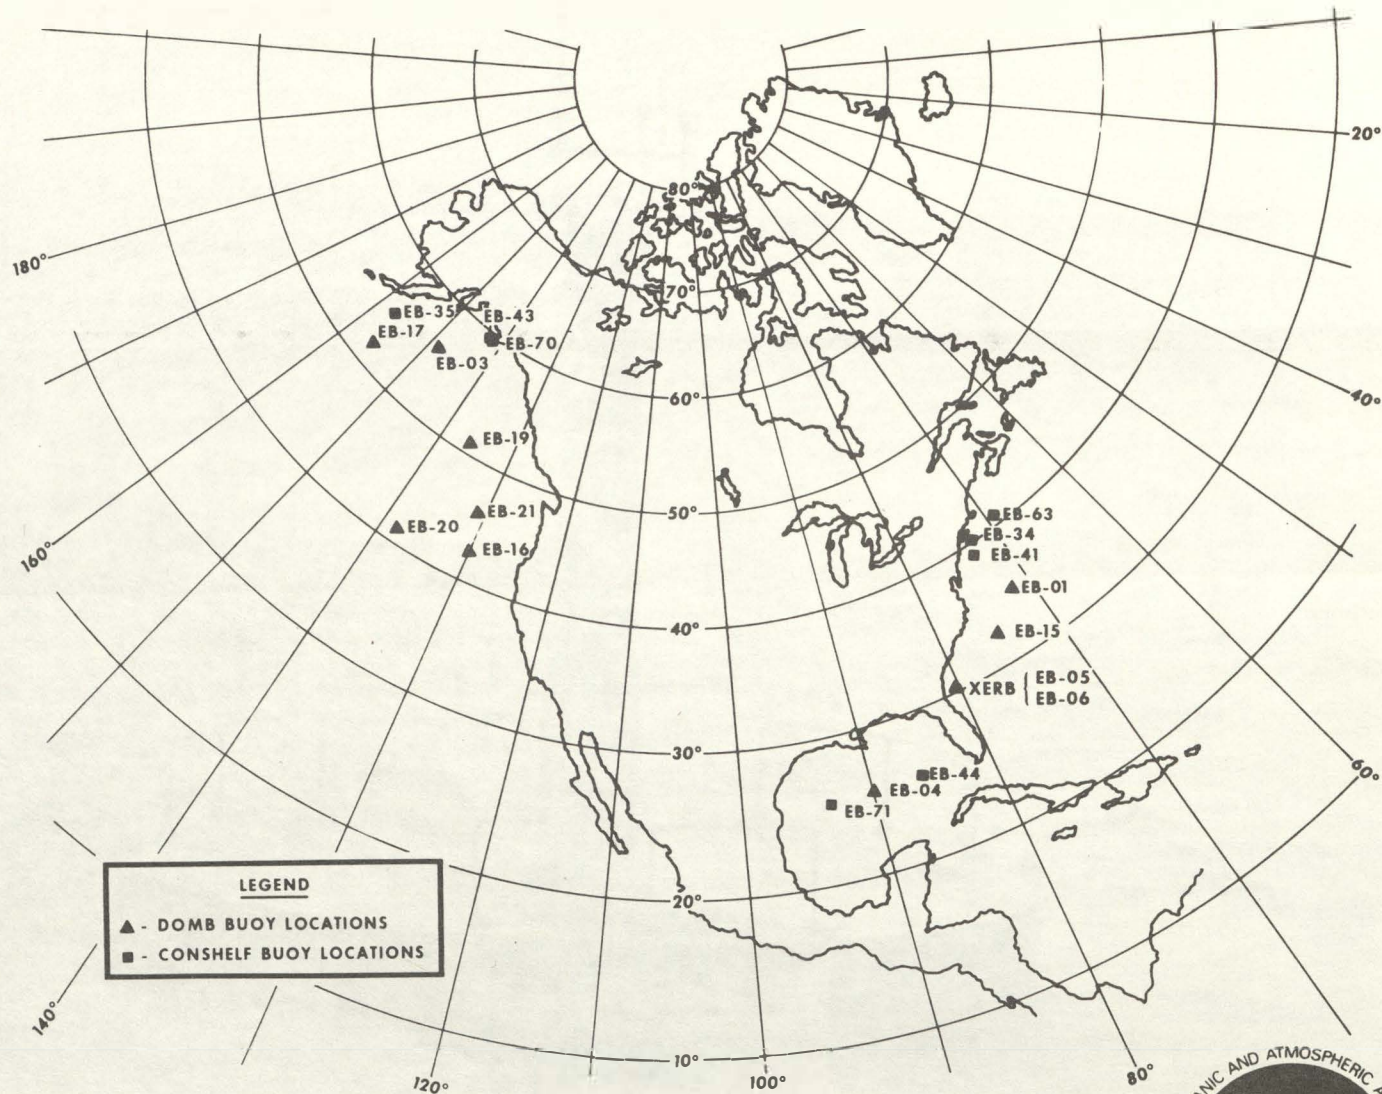 20°
80°
180°
70°
EB-35
EB-43
EB-17
EB-70
EB-03
60°
40°
EB-19
50°
EB-21
EB-63
EB-20
EB-34
EB-16
EB-41
160°
EB-01
40°
EB-15
XERB { EB-05
EB-06
30°
60°
EB-44
EB-04
EB-71
LEGEND
▲ - DOMB BUOY LOCATIONS
■ - CONSHELF BUOY LOCATIONS
20°
140°
10°
120°
100°
80°
AND ATMOSPHERIC